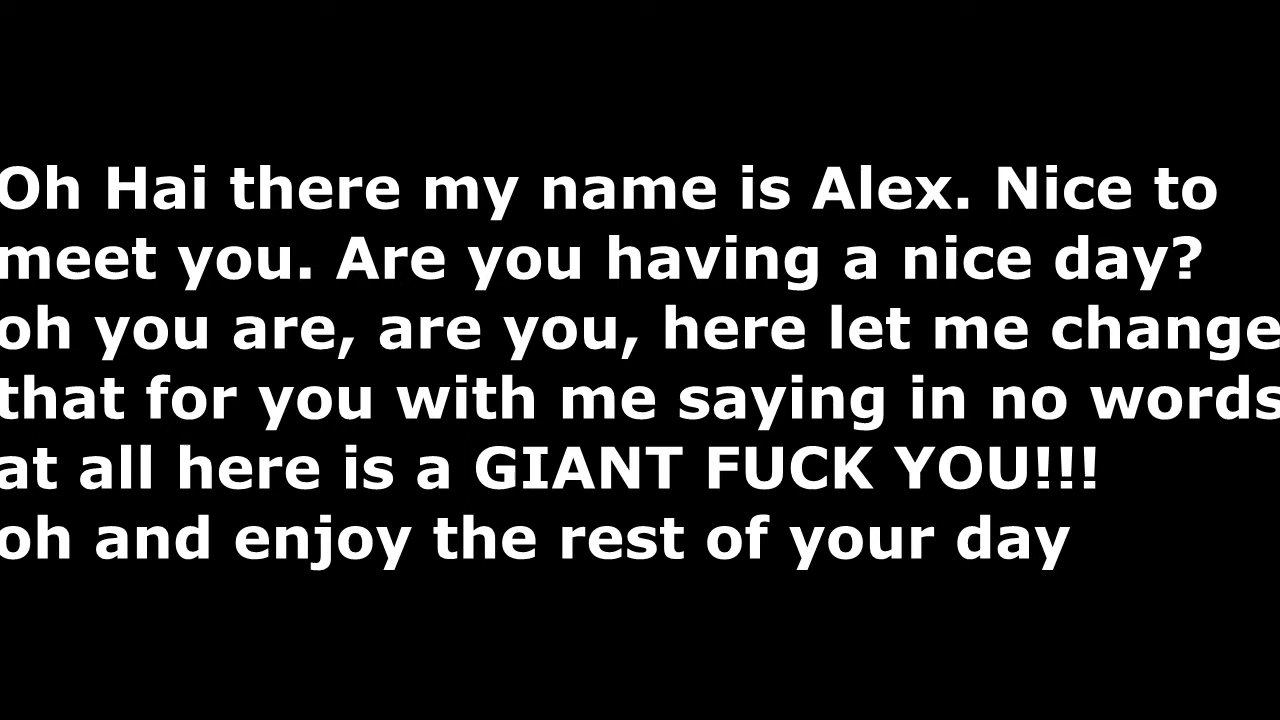 Oh Hai there my name is Alex. Nice to
meet you. Are you having a nice day?
oh you are, are you, here let me change
that for you with me saying in no words
at all here is a GIANT FUCK YOU!!!
oh and enjoy the rest of your day